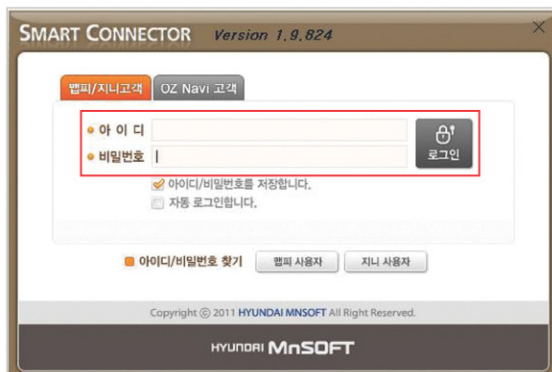 SMART CONNECTOR Version 1.9.824
맵피/지니고객 OZ Navi 고객
아 이 디
비밀번호
로그인
아이디/비밀번호를 저장합니다.
자동 로그인합니다.
아이디/비밀번호 찾기 맵피 사용자 지니 사용자
Copyright ⓒ 2011 HYUNDAI MNSOFT All Right Reserved.
HYUNDAI MNSOFT